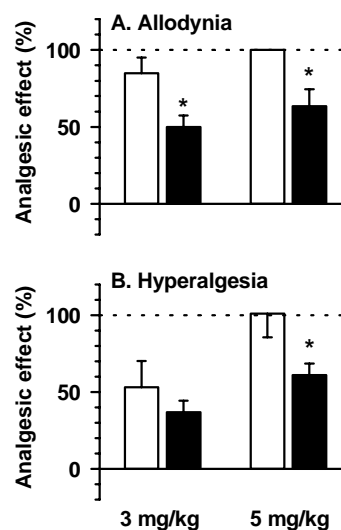 A. Allodynia
Analgesic effect (%)
100
50
0
*
*
B. Hyperalgesia
Analgesic effect (%)
100
50
0
*
3 mg/kg 5 mg/kg